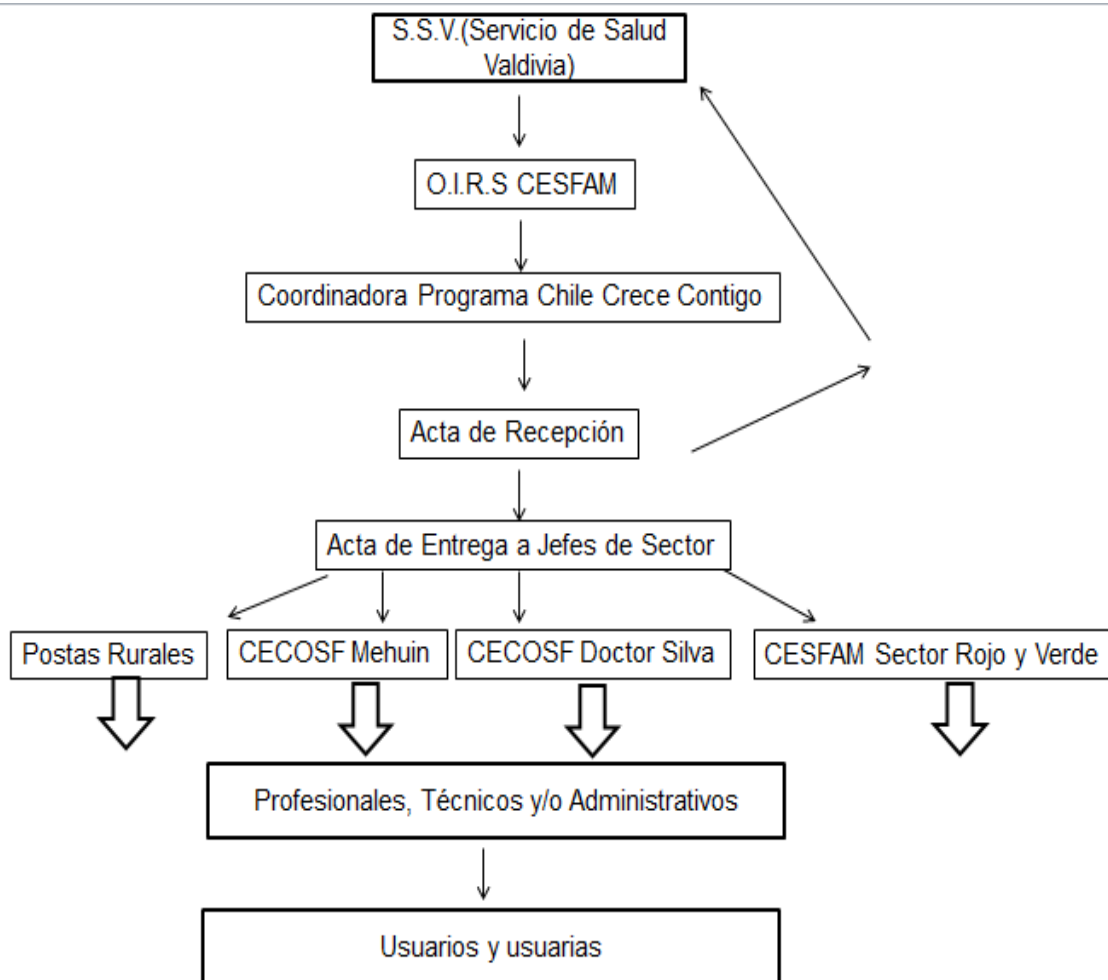 S.S.V.(Servicio de Salud
Valdivia)
O.I.R.S CESFAM
Coordinadora Programa Chile Crece Contigo
Acta de Recepción
Acta de Entrega a Jefes de Sector
Postas Rurales
CECOSF Mehuin
CECOSF Doctor Silva
CESFAM Sector Rojo y Verde
Profesionales, Técnicos y/o Administrativos
Usuarios y usuarias